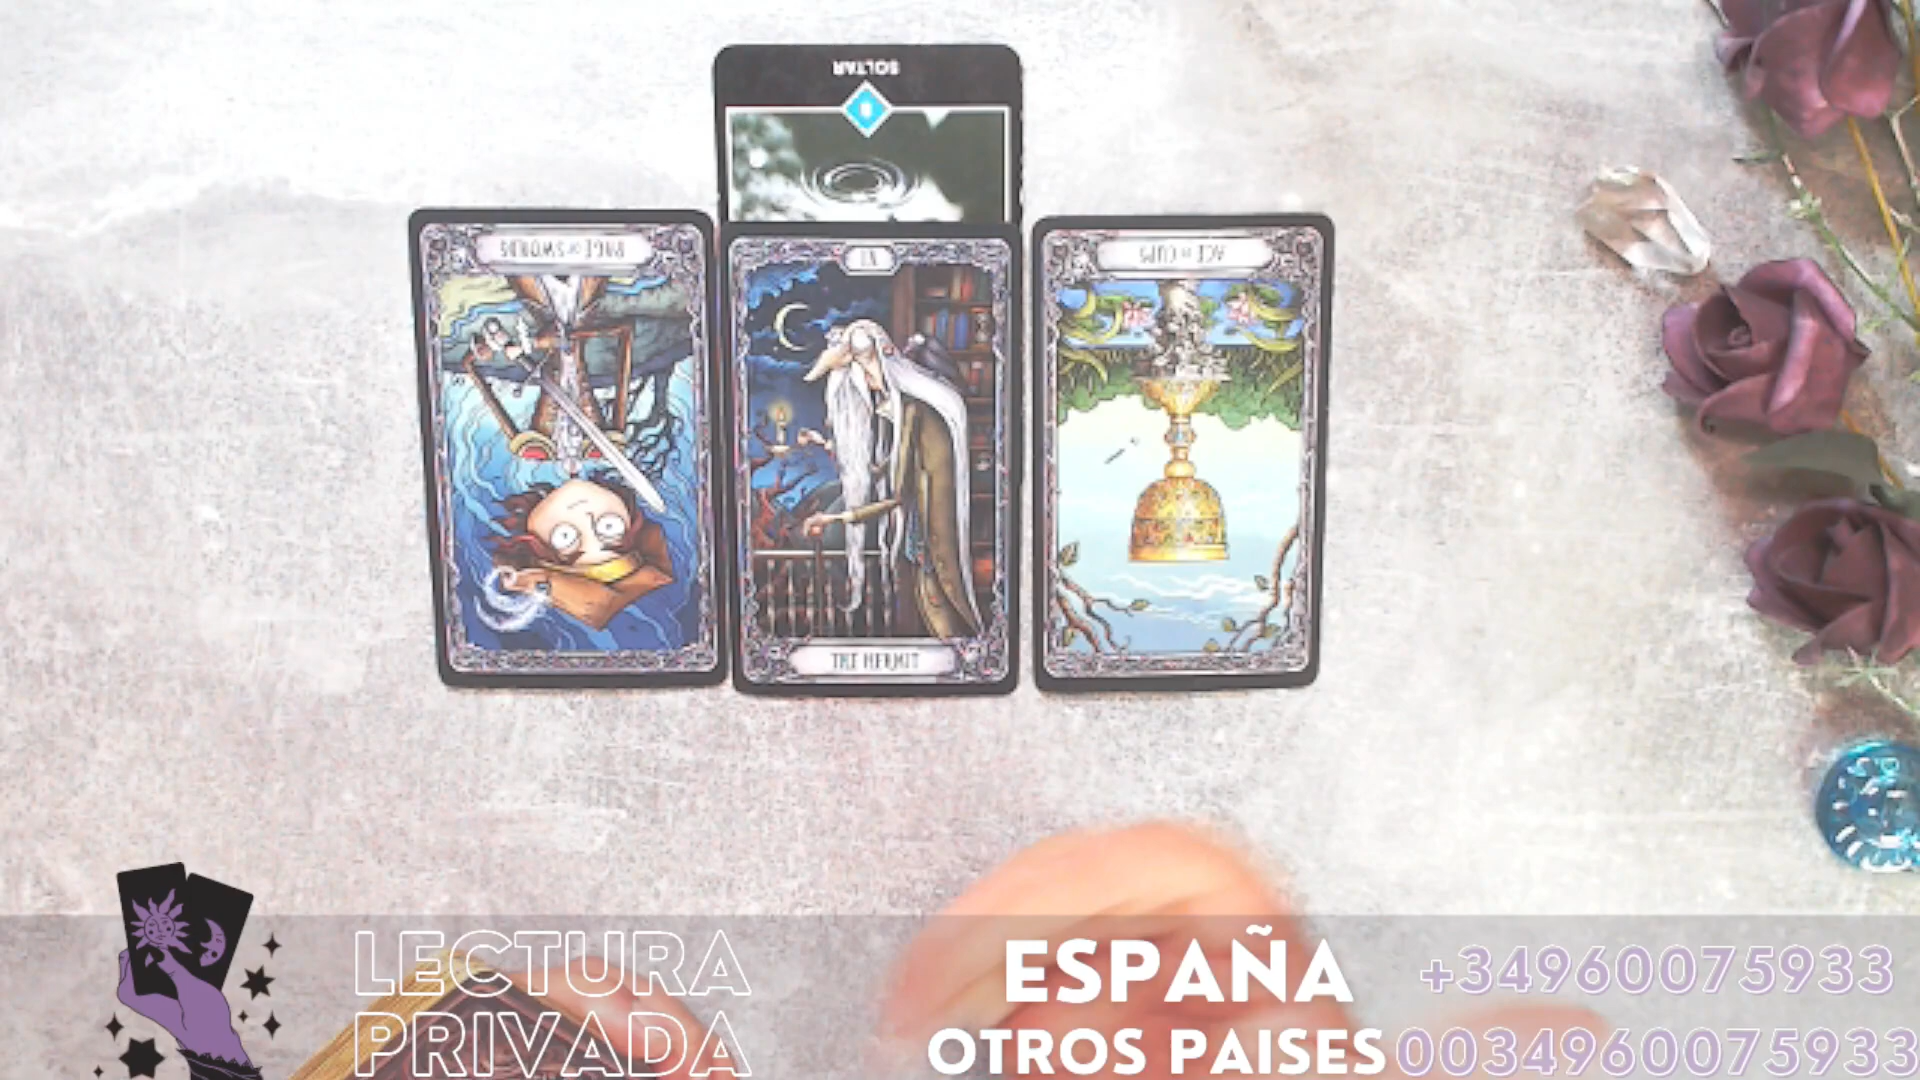 SOLTAR
PAGE OF SWORDS
IX
ACE OF CUPS
THE HERMIT
LECTURA
PRIVADA
ESPAÑA +34960075933
OTROS PAISES 0034960075933